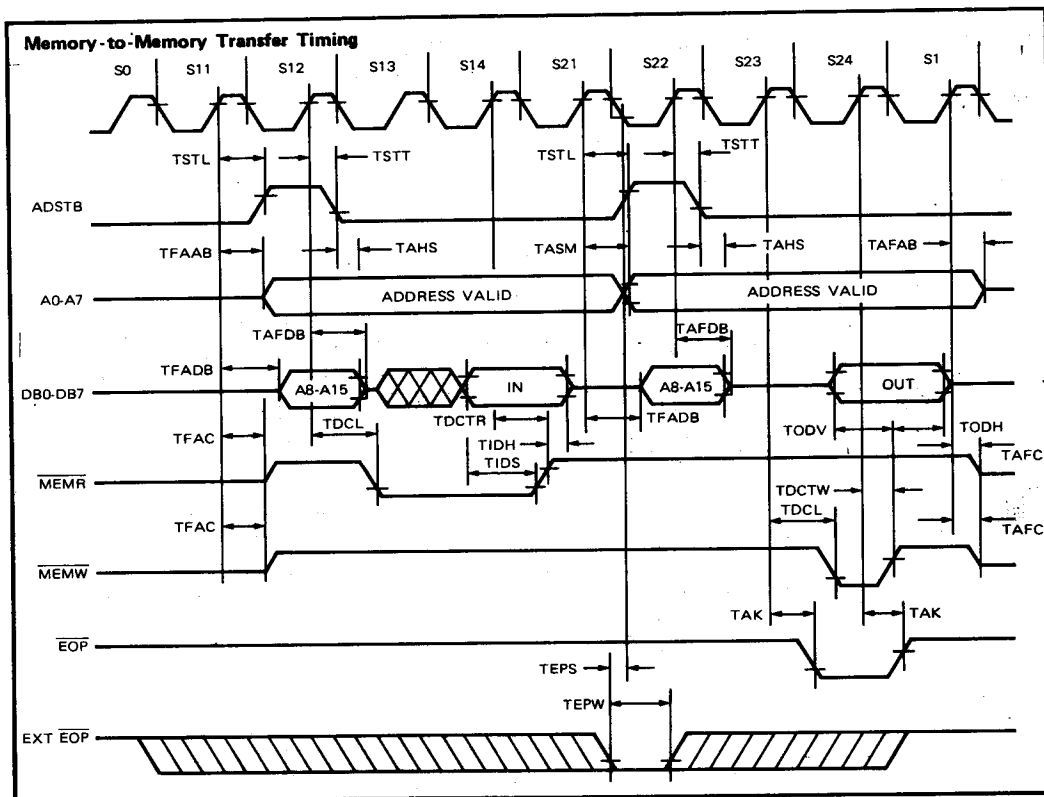 Memory-to-Memory Transfer Timing
S0 S11 S12 S13 S14 S21 S22 S23 S24 S1
TSTL TSTT TSTL TSTT
ADSTB
TFAAB TAHS TASM TAHS TAFAB
A0-A7 ADDRESS VALID ADDRESS VALID
TAFDB TAFDB
TFADB
DB0-DB7 A8-A15 IN A8-A15 OUT
TDCL TDCTR TFADB
TFAC TIDH TODV TODH
TIDS TAFC
MEMR
TDCTW
TDCL
TFAC TAFC
MEMW
TAK TAK
EOP
TEPS
TEPW
EXT EOP